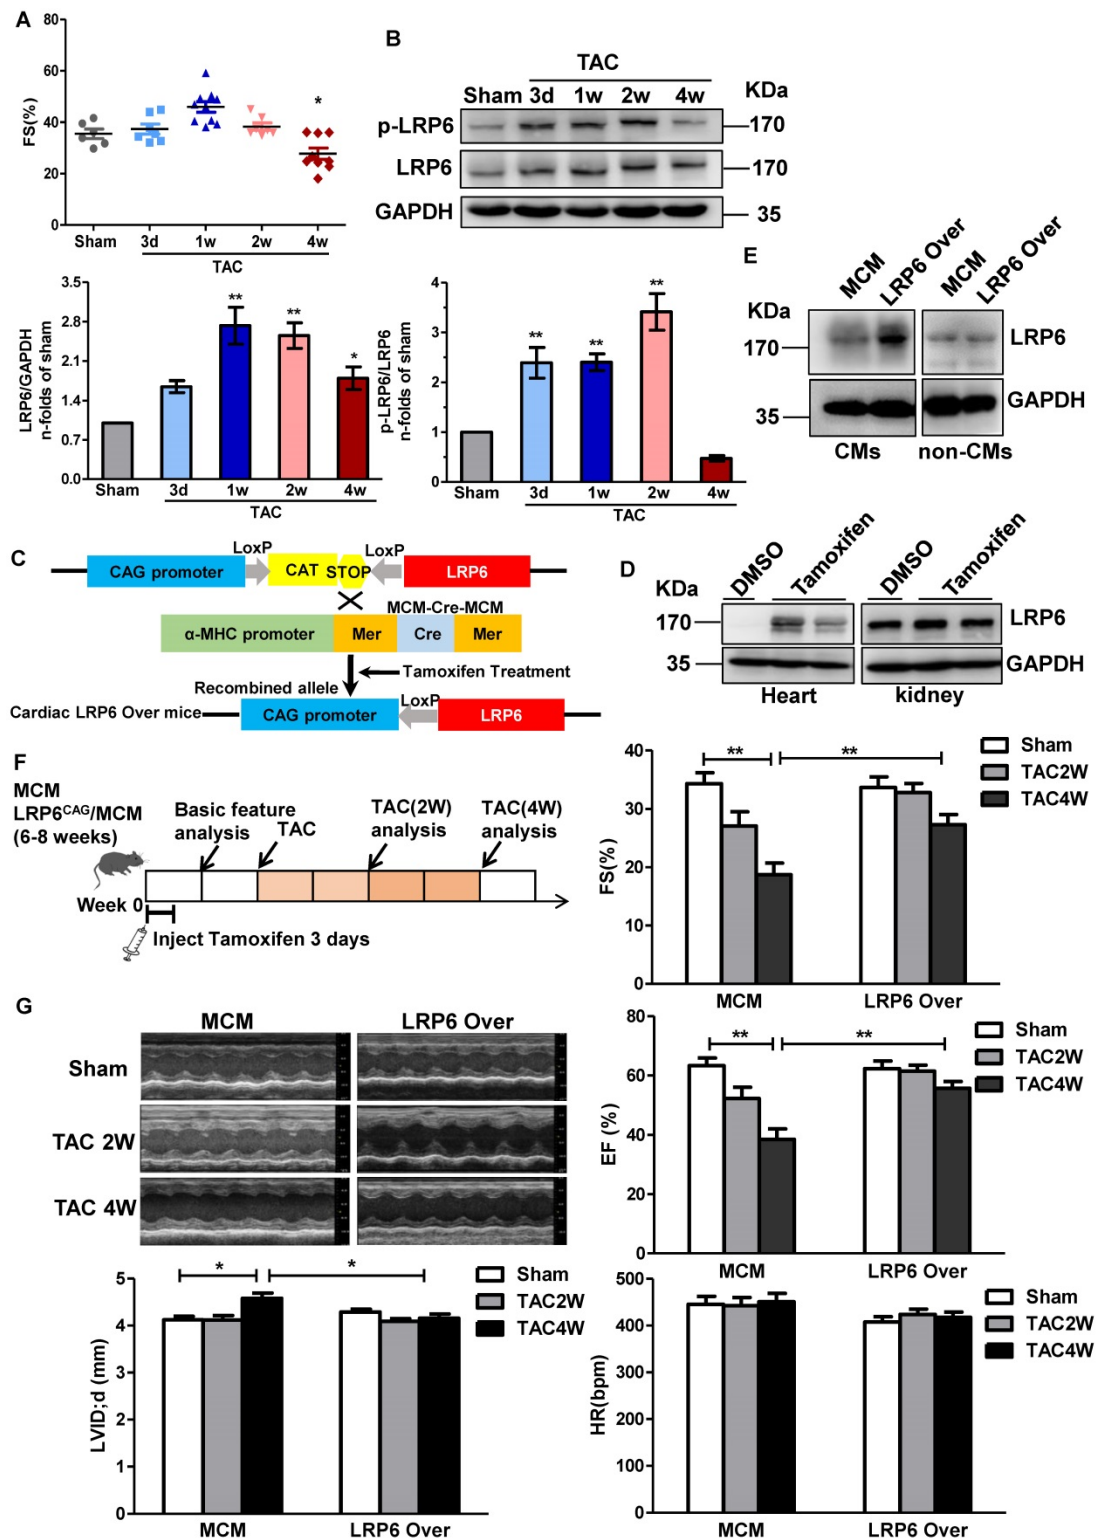 A
80
60
40
20
0
FS(%)
*
Sham
3d
1w
2w
4w
TAC
B
TAC
Sham 3d 1w 2w 4w KDa
p-LRP6 170
LRP6 170
GAPDH 35
3.5
2.8
2.1
1.4
0.7
0.0
LRP6/GAPDH
n-folds of sham
**
**
*
Sham
3d
1w
2w
4w
TAC
4
3
2
1
0
p-LRP6/LRP6
n-folds of sham
**
**
**
Sham
3d
1w
2w
4w
TAC
E
MCM
LRP6 Over
MCM
LRP6 Over
KDa
170
LRP6
35
GAPDH
CMs
non-CMs
C
LoxP
LoxP
CAG promoter
CAT
STOP
LRP6
MCM-Cre-MCM
α-MHC promoter
Mer
Cre
Mer
Tamoxifen Treatment
Recombined allele
LoxP
Cardiac LRP6 Over mice
CAG promoter
LRP6
D
DMSO
Tamoxifen
DMSO
Tamoxifen
KDa
170
LRP6
35
GAPDH
Heart
kidney
F
MCM
LRP6CAG/MCM
(6-8 weeks)
Basic feature
analysis
TAC
TAC(2W)
analysis
TAC(4W)
analysis
Week 0
Inject Tamoxifen 3 days
40
30
20
10
0
FS(%)
**
**
Sham
TAC2W
TAC4W
MCM
LRP6 Over
G
MCM
LRP6 Over
Sham
TAC 2W
TAC 4W
80
60
40
20
0
EF (%)
**
**
Sham
TAC2W
TAC4W
MCM
LRP6 Over
5
4
3
2
1
0
LVID;d (mm)
*
*
Sham
TAC2W
TAC4W
MCM
LRP6 Over
500
400
300
200
100
0
HR(bpm)
Sham
TAC2W
TAC4W
MCM
LRP6 Over